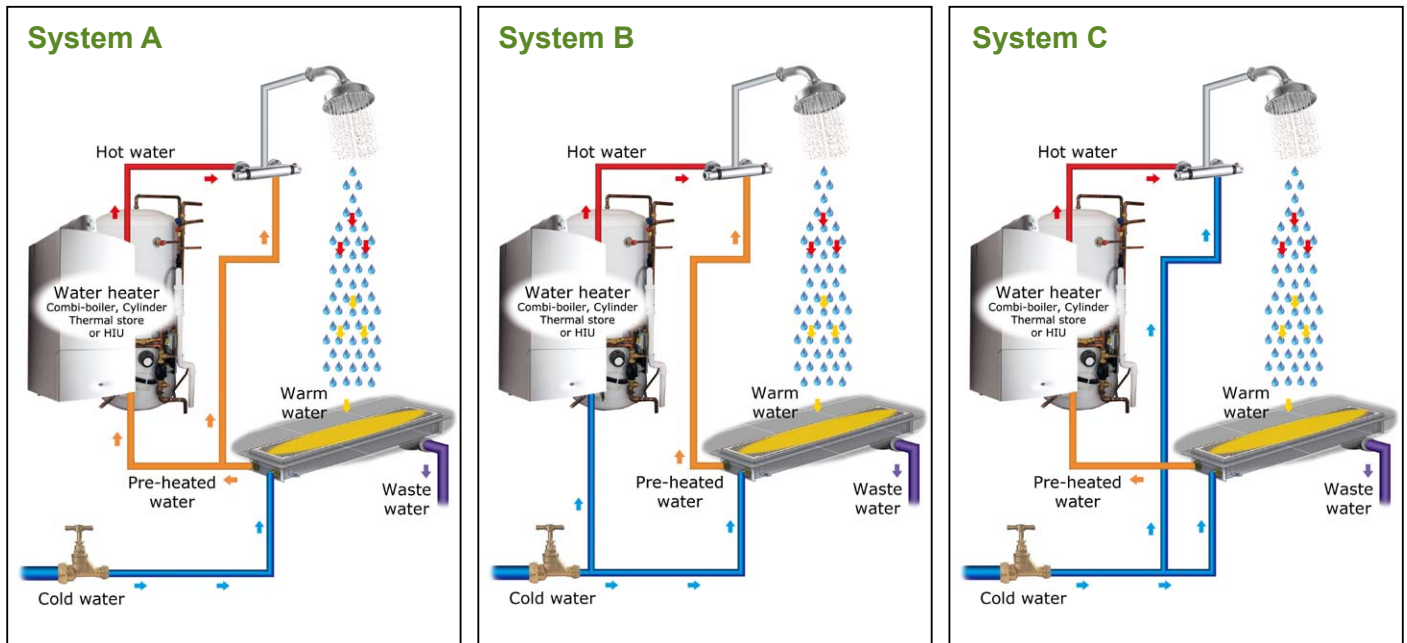 System A
Hot water
Water heater
Combi-boiler, Cylinder
Thermal store
or HIU
Warm
water
Pre-heated
water
Waste
water
Cold water
System B
Hot water
Water heater
Combi-boiler, Cylinder
Thermal store
or HIU
Warm
water
Pre-heated
water
Waste
water
Cold water
System C
Hot water
Water heater
Combi-boiler, Cylinder
Thermal store
or HIU
Warm
water
Pre-heated
water
Waste
water
Cold water